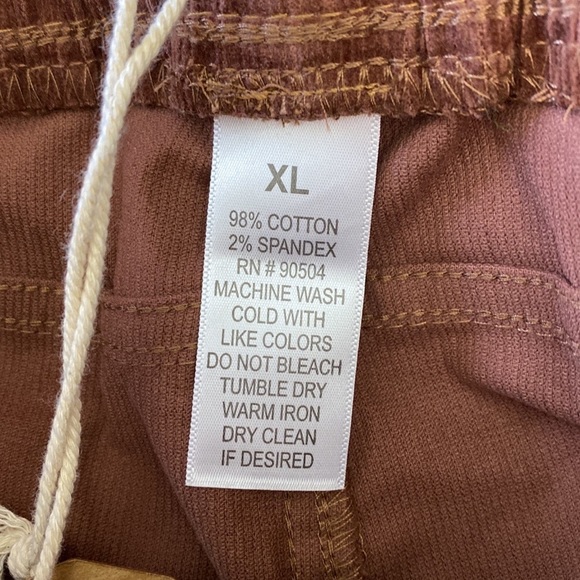 XL
98% COTTON
2% SPANDEX
RN # 90504
MACHINE WASH
COLD WITH
LIKE COLORS
DO NOT BLEACH
TUMBLE DRY
WARM IRON
DRY CLEAN
IF DESIRED